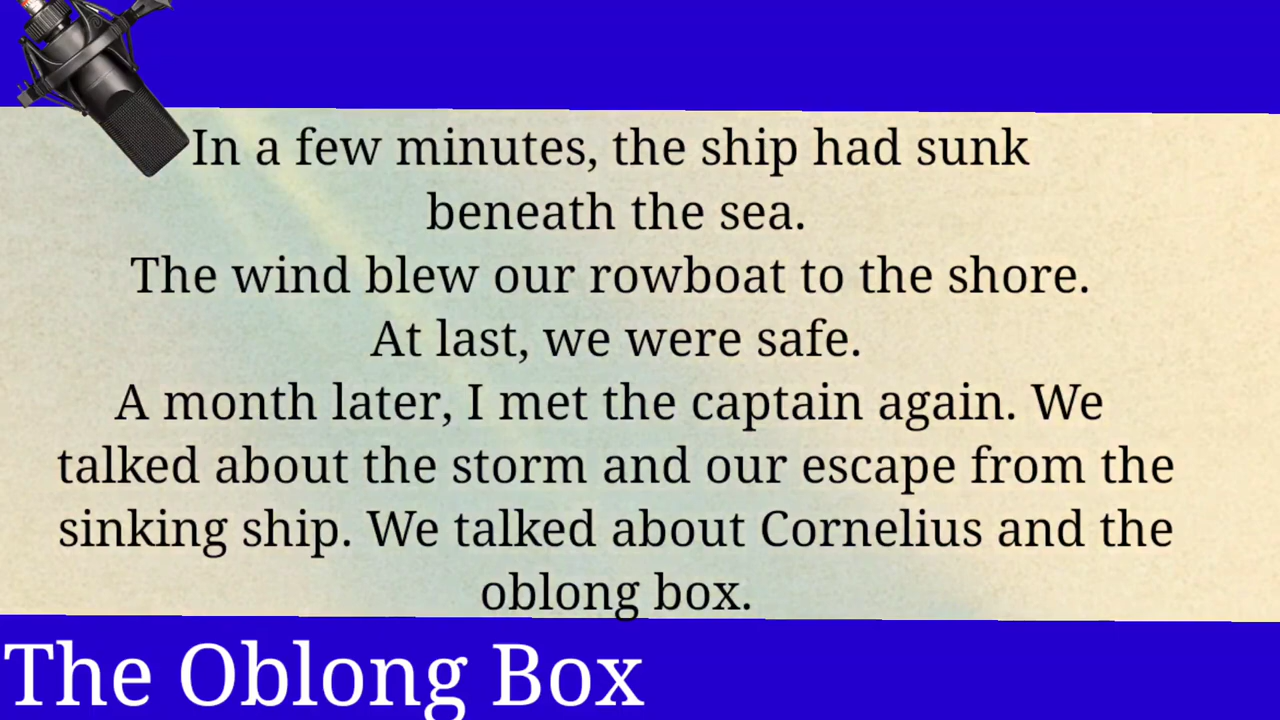 In a few minutes, the ship had sunk
beneath the sea.
The wind blew our rowboat to the shore.
At last, we were safe.
A month later, I met the captain again. We
talked about the storm and our escape from the
sinking ship. We talked about Cornelius and the
oblong box.
The Oblong Box